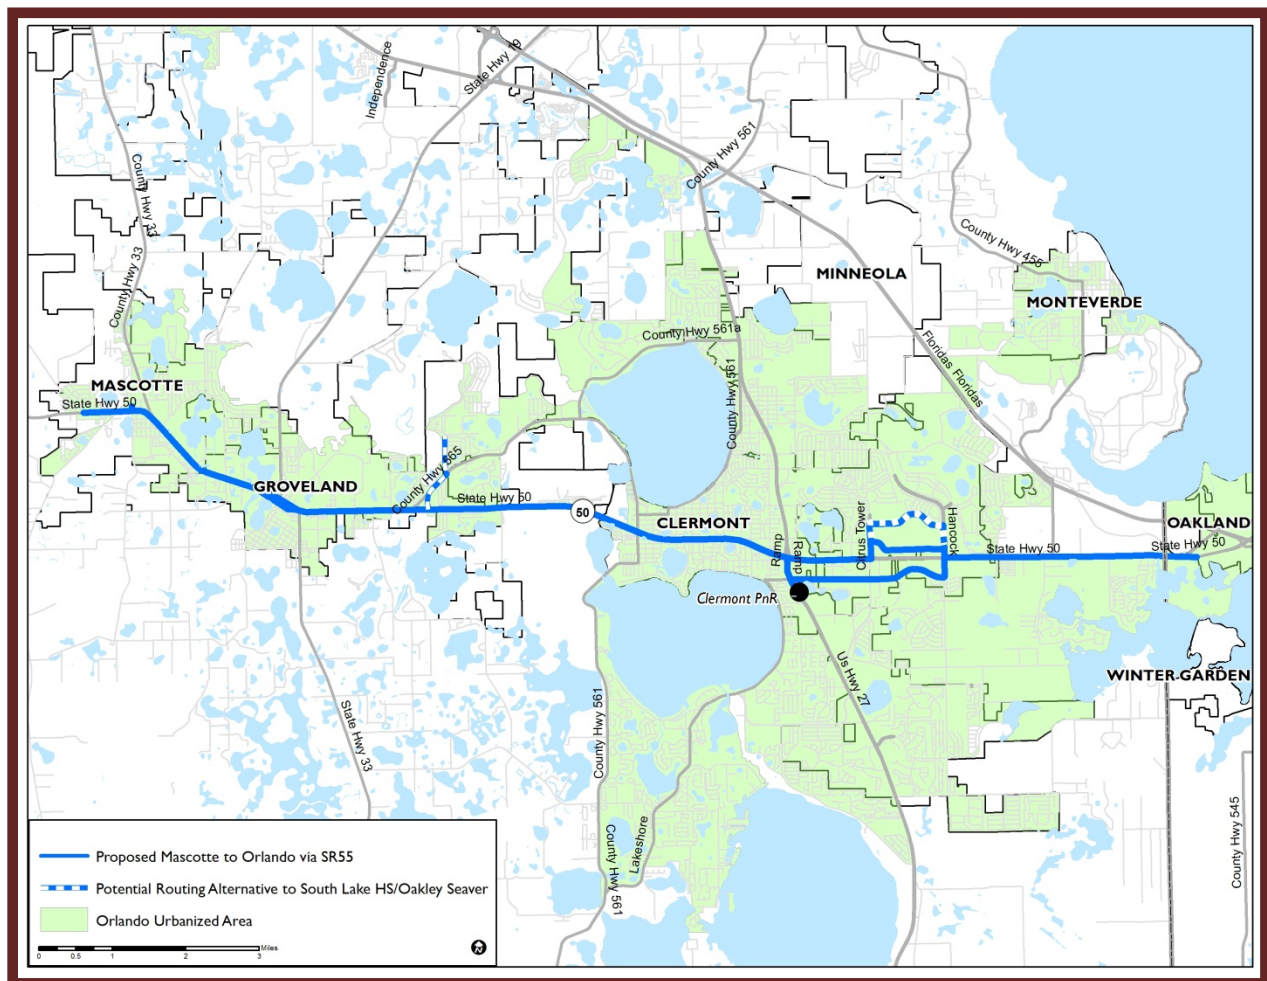 Independence
State Hwy 19
County Hwy 561
County Hwy 33
County Hwy 33
County Hwy 455
MINNEOLA
MONTEVERDE
County Hwy 561a
County Hwy 561
Floridas Floridas
MASCOTTE
State Hwy 50
GROVELAND
County Hwy 565
State Hwy 50
50
CLERMONT
Ramp
Ramp
Citrus Tower
Hancock
State Hwy 50
OAKLAND
State Hwy 50
Clermont PnR
Us Hwy 27
WINTER GARDEN
State Hwy 33
County Hwy 561
County Hwy 561
Lakeshore
County Hwy 545
Proposed Mascotte to Orlando via SR55
Potential Routing Alternative to South Lake HS/Oakley Seaver
Orlando Urbanized Area
Miles
0 0.5 1 2 3
N